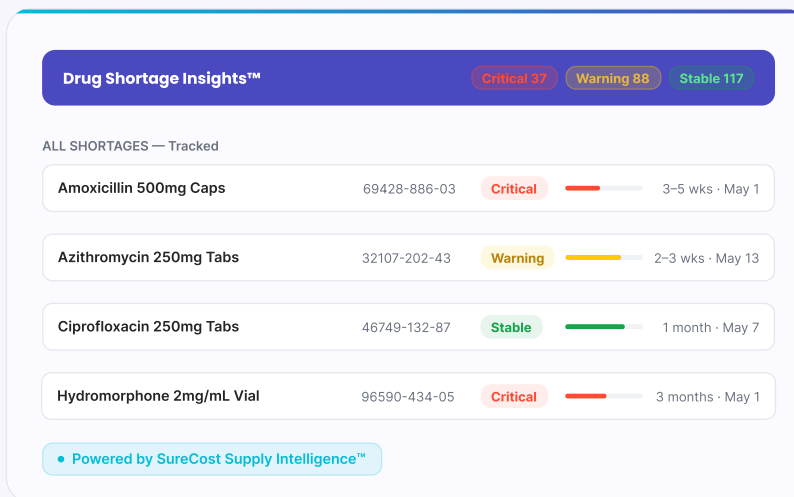 Drug Shortage Insights™ Critical 37 Warning 88 Stable 117
ALL SHORTAGES — Tracked
Amoxicillin 500mg Caps 69428-886-03 Critical 3–5 wks · May 1
Azithromycin 250mg Tabs 32107-202-43 Warning 2–3 wks · May 13
Ciprofloxacin 250mg Tabs 46749-132-87 Stable 1 month · May 7
Hydromorphone 2mg/mL Vial 96590-434-05 Critical 3 months · May 1
Powered by SureCost Supply Intelligence™